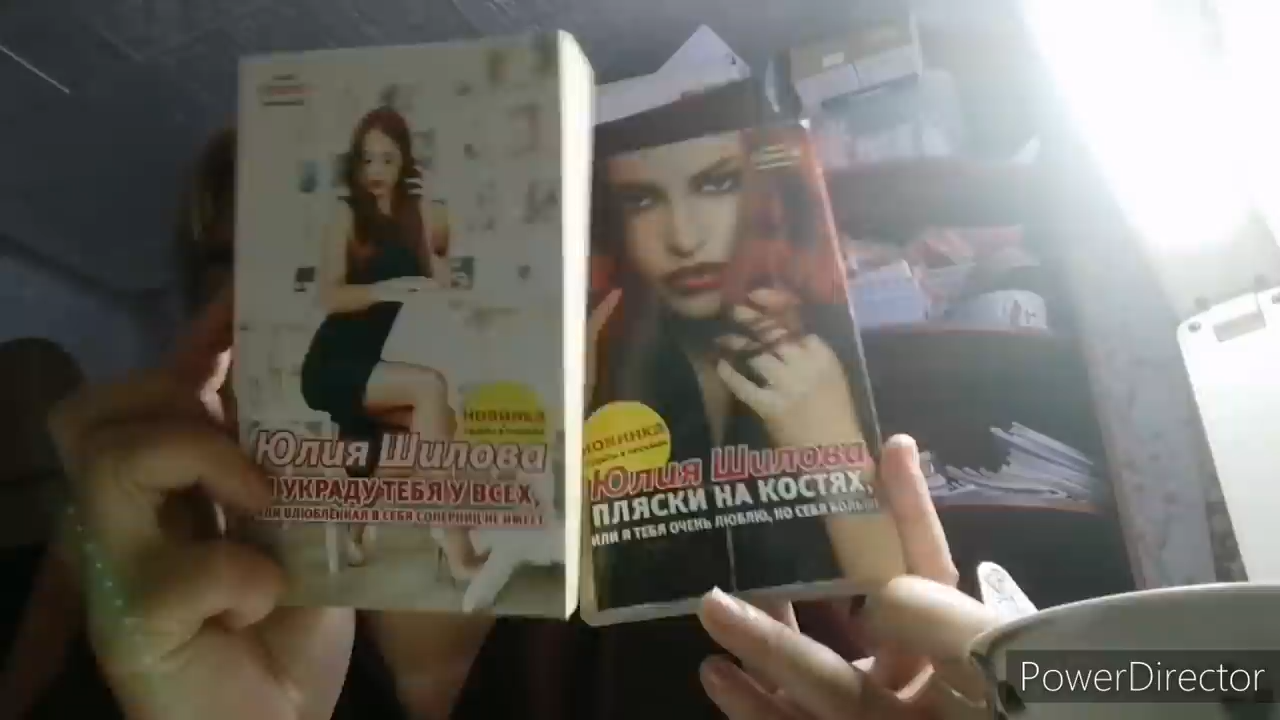 НОВИНКА
Юлия Шилова
УКРАДУ ТЕБЯ У ВСЕХ,
ИЛИ ВЛЮБЛЁННАЯ В СЕБЯ СОПЕРНИЦ НЕ ИМЕЕТ
НОВИНКА
Юлия Шилова
ПЛЯСКИ НА КОСТЯХ,
ИЛИ Я ТЕБЯ ОЧЕНЬ ЛЮБЛЮ, НО СЕБЯ БОЛЬШЕ
PowerDirector